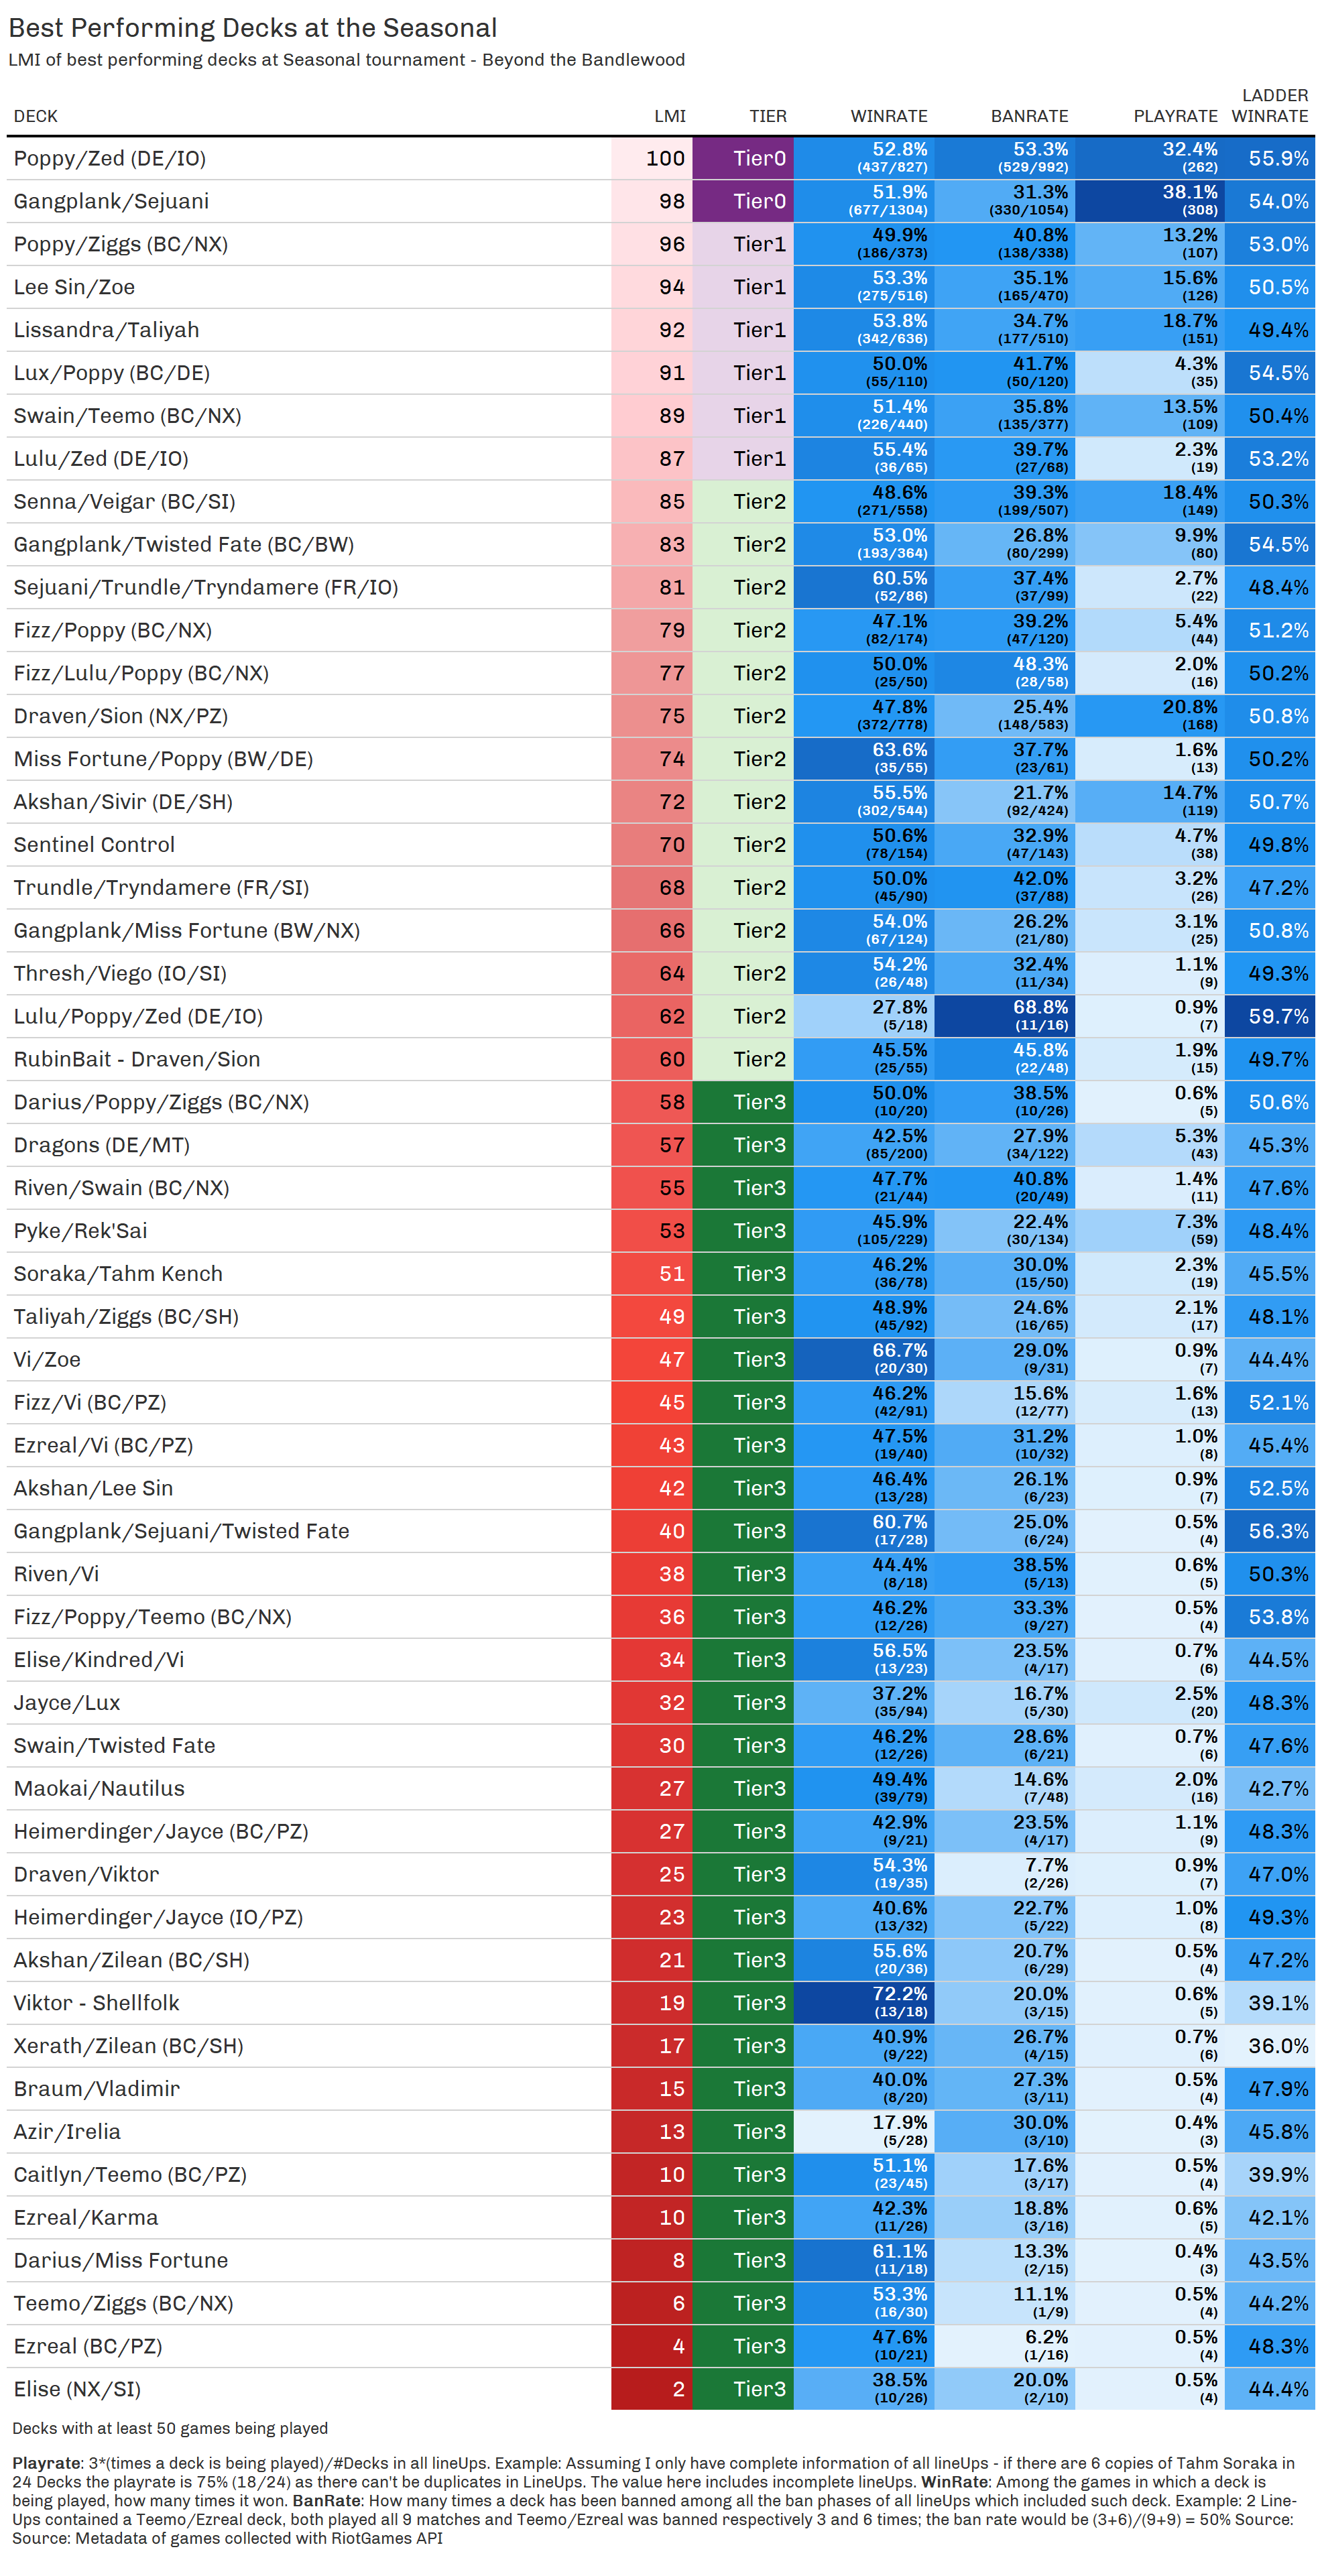 Best Performing Decks at the Seasonal
LMI of best performing decks at Seasonal tournament - Beyond the Bandlewood
DECK LMI TIER WINRATE BANRATE PLAYRATE LADDER WINRATE
Poppy/Zed (DE/IO) 100 Tier0 52.8% (437/827) 53.3% (529/992) 32.4% (262) 55.9%
Gangplank/Sejuani 98 Tier0 51.9% (677/1304) 31.3% (330/1054) 38.1% (308) 54.0%
Poppy/Ziggs (BC/NX) 96 Tier1 49.9% (186/373) 40.8% (138/338) 13.2% (107) 53.0%
Lee Sin/Zoe 94 Tier1 53.3% (275/516) 35.1% (165/470) 15.6% (126) 50.5%
Lissandra/Taliyah 92 Tier1 53.8% (342/636) 34.7% (177/510) 18.7% (151) 49.4%
Lux/Poppy (BC/DE) 91 Tier1 50.0% (55/110) 41.7% (50/120) 4.3% (35) 54.5%
Swain/Teemo (BC/NX) 89 Tier1 51.4% (226/440) 35.8% (135/377) 13.5% (109) 50.4%
Lulu/Zed (DE/IO) 87 Tier1 55.4% (36/65) 39.7% (27/68) 2.3% (19) 53.2%
Senna/Veigar (BC/SI) 85 Tier2 48.6% (271/558) 39.3% (199/507) 18.4% (149) 50.3%
Gangplank/Twisted Fate (BC/BW) 83 Tier2 53.0% (193/364) 26.8% (80/299) 9.9% (80) 54.5%
Sejuani/Trundle/Tryndamere (FR/IO) 81 Tier2 60.5% (52/86) 37.4% (37/99) 2.7% (22) 48.4%
Fizz/Poppy (BC/NX) 79 Tier2 47.1% (82/174) 39.2% (47/120) 5.4% (44) 51.2%
Fizz/Lulu/Poppy (BC/NX) 77 Tier2 50.0% (25/50) 48.3% (28/58) 2.0% (16) 50.2%
Draven/Sion (NX/PZ) 75 Tier2 47.8% (372/778) 25.4% (148/583) 20.8% (168) 50.8%
Miss Fortune/Poppy (BW/DE) 74 Tier2 63.6% (35/55) 37.7% (23/61) 1.6% (13) 50.2%
Akshan/Sivir (DE/SH) 72 Tier2 55.5% (302/544) 21.7% (92/424) 14.7% (119) 50.7%
Sentinel Control 70 Tier2 50.6% (78/154) 32.9% (47/143) 4.7% (38) 49.8%
Trundle/Tryndamere (FR/SI) 68 Tier2 50.0% (45/90) 42.0% (37/88) 3.2% (26) 47.2%
Gangplank/Miss Fortune (BW/NX) 66 Tier2 54.0% (67/124) 26.2% (21/80) 3.1% (25) 50.8%
Thresh/Viego (IO/SI) 64 Tier2 54.2% (26/48) 32.4% (11/34) 1.1% (9) 49.3%
Lulu/Poppy/Zed (DE/IO) 62 Tier2 27.8% (5/18) 68.8% (11/16) 0.9% (7) 59.7%
RubinBait - Draven/Sion 60 Tier2 45.5% (25/55) 45.8% (22/48) 1.9% (15) 49.7%
Darius/Poppy/Ziggs (BC/NX) 58 Tier3 50.0% (10/20) 38.5% (10/26) 0.6% (5) 50.6%
Dragons (DE/MT) 57 Tier3 42.5% (85/200) 27.9% (34/122) 5.3% (43) 45.3%
Riven/Swain (BC/NX) 55 Tier3 47.7% (21/44) 40.8% (20/49) 1.4% (11) 47.6%
Pyke/Rek'Sai 53 Tier3 45.9% (105/229) 22.4% (30/134) 7.3% (59) 48.4%
Soraka/Tahm Kench 51 Tier3 46.2% (36/78) 30.0% (15/50) 2.3% (19) 45.5%
Taliyah/Ziggs (BC/SH) 49 Tier3 48.9% (45/92) 24.6% (16/65) 2.1% (17) 48.1%
Vi/Zoe 47 Tier3 66.7% (20/30) 29.0% (9/31) 0.9% (7) 44.4%
Fizz/Vi (BC/PZ) 45 Tier3 46.2% (42/91) 15.6% (12/77) 1.6% (13) 52.1%
Ezreal/Vi (BC/PZ) 43 Tier3 47.5% (19/40) 31.2% (10/32) 1.0% (8) 45.4%
Akshan/Lee Sin 42 Tier3 46.4% (13/28) 26.1% (6/23) 0.9% (7) 52.5%
Gangplank/Sejuani/Twisted Fate 40 Tier3 60.7% (17/28) 25.0% (6/24) 0.5% (4) 56.3%
Riven/Vi 38 Tier3 44.4% (8/18) 38.5% (5/13) 0.6% (5) 50.3%
Fizz/Poppy/Teemo (BC/NX) 36 Tier3 46.2% (12/26) 33.3% (9/27) 0.5% (4) 53.8%
Elise/Kindred/Vi 34 Tier3 56.5% (13/23) 23.5% (4/17) 0.7% (6) 44.5%
Jayce/Lux 32 Tier3 37.2% (35/94) 16.7% (5/30) 2.5% (20) 48.3%
Swain/Twisted Fate 30 Tier3 46.2% (12/26) 28.6% (6/21) 0.7% (6) 47.6%
Maokai/Nautilus 27 Tier3 49.4% (39/79) 14.6% (7/48) 2.0% (16) 42.7%
Heimerdinger/Jayce (BC/PZ) 27 Tier3 42.9% (9/21) 23.5% (4/17) 1.1% (9) 48.3%
Draven/Viktor 25 Tier3 54.3% (19/35) 7.7% (2/26) 0.9% (7) 47.0%
Heimerdinger/Jayce (IO/PZ) 23 Tier3 40.6% (13/32) 22.7% (5/22) 1.0% (8) 49.3%
Akshan/Zilean (BC/SH) 21 Tier3 55.6% (20/36) 20.7% (6/29) 0.5% (4) 47.2%
Viktor - Shellfolk 19 Tier3 72.2% (13/18) 20.0% (3/15) 0.6% (5) 39.1%
Xerath/Zilean (BC/SH) 17 Tier3 40.9% (9/22) 26.7% (4/15) 0.7% (6) 36.0%
Braum/Vladimir 15 Tier3 40.0% (8/20) 27.3% (3/11) 0.5% (4) 47.9%
Azir/Irelia 13 Tier3 17.9% (5/28) 30.0% (3/10) 0.4% (3) 45.8%
Caitlyn/Teemo (BC/PZ) 10 Tier3 51.1% (23/45) 17.6% (3/17) 0.5% (4) 39.9%
Ezreal/Karma 10 Tier3 42.3% (11/26) 18.8% (3/16) 0.6% (5) 42.1%
Darius/Miss Fortune 8 Tier3 61.1% (11/18) 13.3% (2/15) 0.4% (3) 43.5%
Teemo/Ziggs (BC/NX) 6 Tier3 53.3% (16/30) 11.1% (1/9) 0.5% (4) 44.2%
Ezreal (BC/PZ) 4 Tier3 47.6% (10/21) 6.2% (1/16) 0.5% (4) 48.3%
Elise (NX/SI) 2 Tier3 38.5% (10/26) 20.0% (2/10) 0.5% (4) 44.4%
Decks with at least 50 games being played
Playrate: 3*(times a deck is being played)/#Decks in all lineUps. Example: Assuming I only have complete information of all lineUps - if there are 6 copies of Tahm Soraka in
24 Decks the playrate is 75% (18/24) as there can't be duplicates in LineUps. The value here includes incomplete lineUps. WinRate: Among the games in which a deck is
being played, how many times it won. BanRate: How many times a deck has been banned among all the ban phases of all lineUps which included such deck. Example: 2 Line-
Ups contained a Teemo/Ezreal deck, both played all 9 matches and Teemo/Ezreal was banned respectively 3 and 6 times; the ban rate would be (3+6)/(9+9) = 50% Source:
Source: Metadata of games collected with RiotGames API